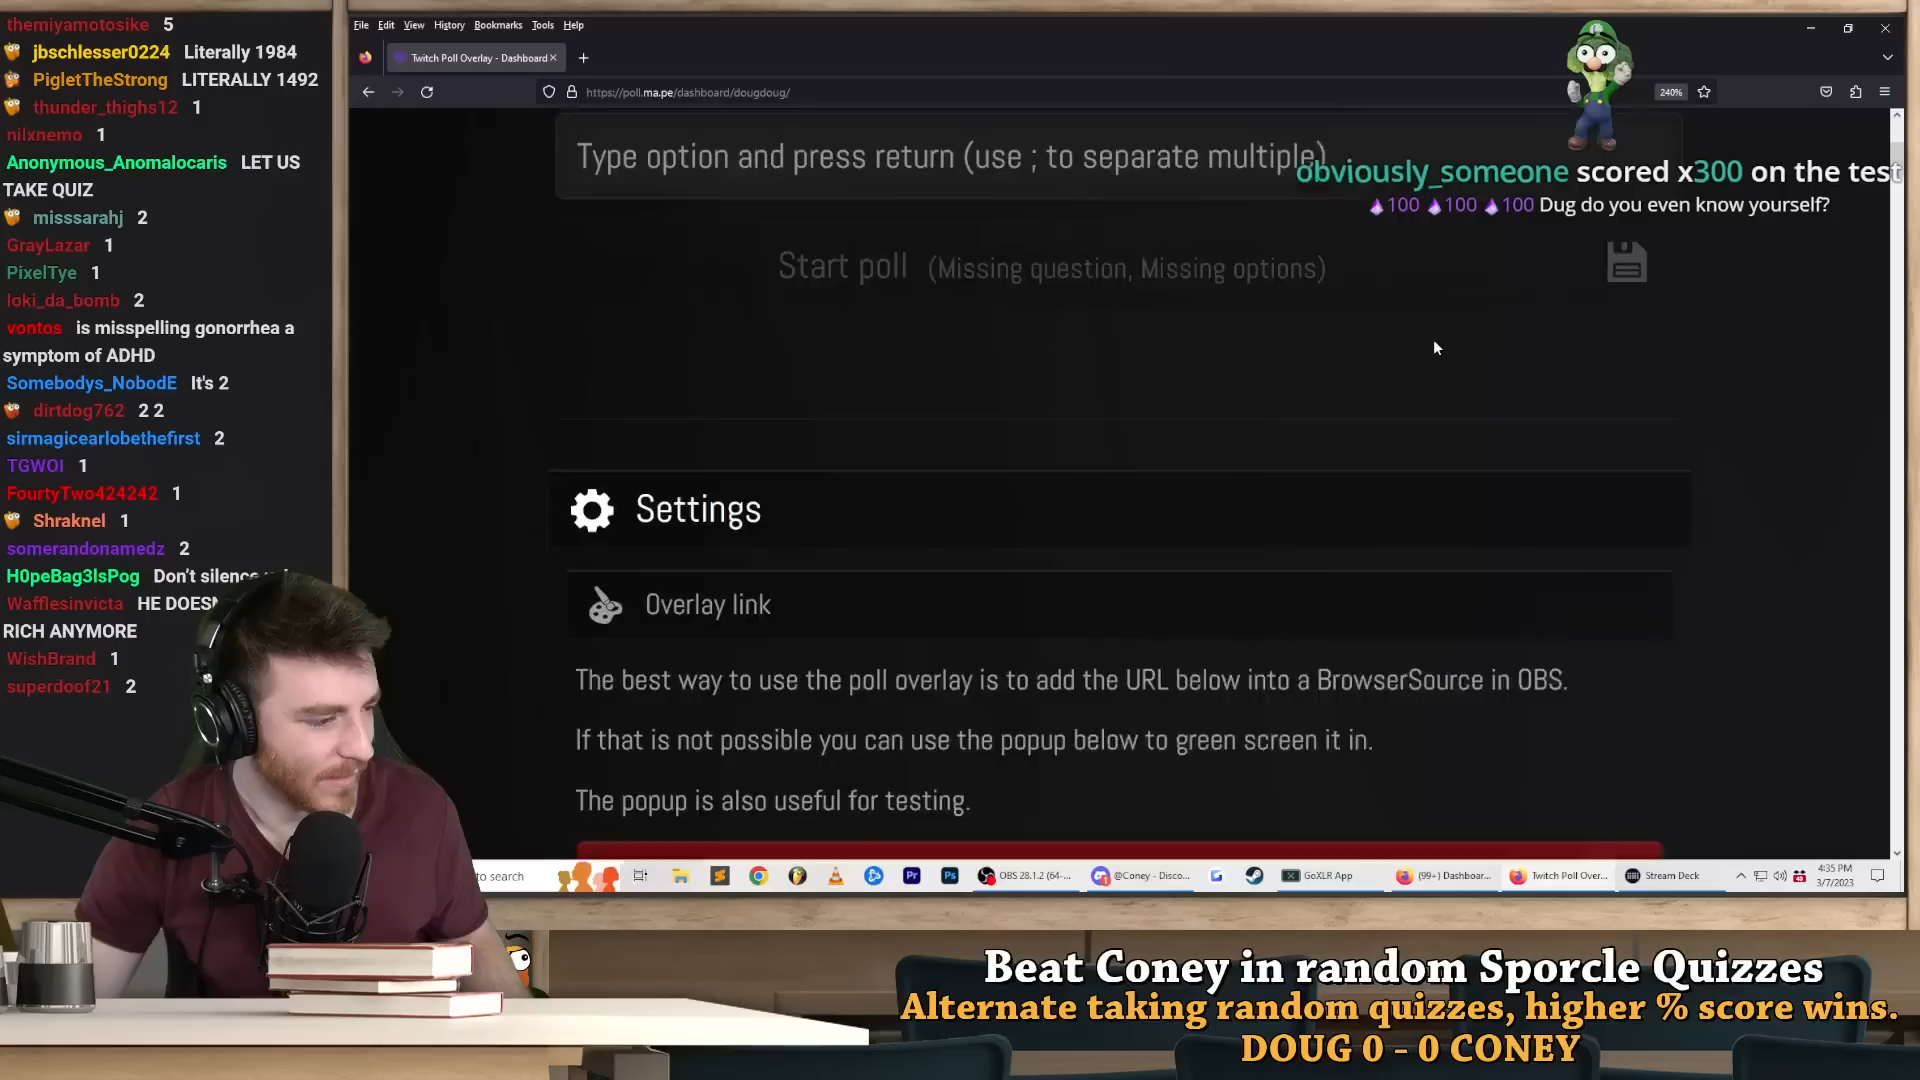 themiyamotosike 5
jbschlesser0224 Literally 1984
PigletTheStrong LITERALLY 1492
thunder_thighs12 1
nilxnemo 1
Anonymous_Anomalocaris LET US
TAKE QUIZ
misssarahj 2
GrayLazar 1
PixelTye 1
loki_da_bomb 2
vontos is misspelling gonorrhea a
symptom of ADHD
Somebodys_NobodE It's 2
dirtdog762 2 2
sirmagicearlobethefirst 2
TGWOI 1
FourtyTwo424242 1
Shraknel 1
somerandonamedz 2
H0peBag3IsPog Don't silence
Wafflesinvicta HE DOESN
RICH ANYMORE
WishBrand 1
superdoof21 2
File Edit View History Bookmarks Tools Help
Twitch Poll Overlay - Dashboard
https://poll.ma.pe/dashboard/dougdoug/
240%
Type option and press return (use ; to separate multiple)
obviously_someone scored x300 on the test
100 100 100 Dug do you even know yourself?
Start poll (Missing question, Missing options)
Settings
Overlay link
The best way to use the poll overlay is to add the URL below into a BrowserSource in OBS.
If that is not possible you can use the popup below to green screen it in.
The popup is also useful for testing.
to search
OBS 28.1.2 (64-...
@Coney - Disco...
GoXLR App
(99+) Dashboar...
Twitch Poll Over...
Stream Deck
4:35 PM
3/7/2023
Beat Coney in random Sporcle Quizzes
Alternate taking random quizzes, higher % score wins.
DOUG 0 - 0 CONEY